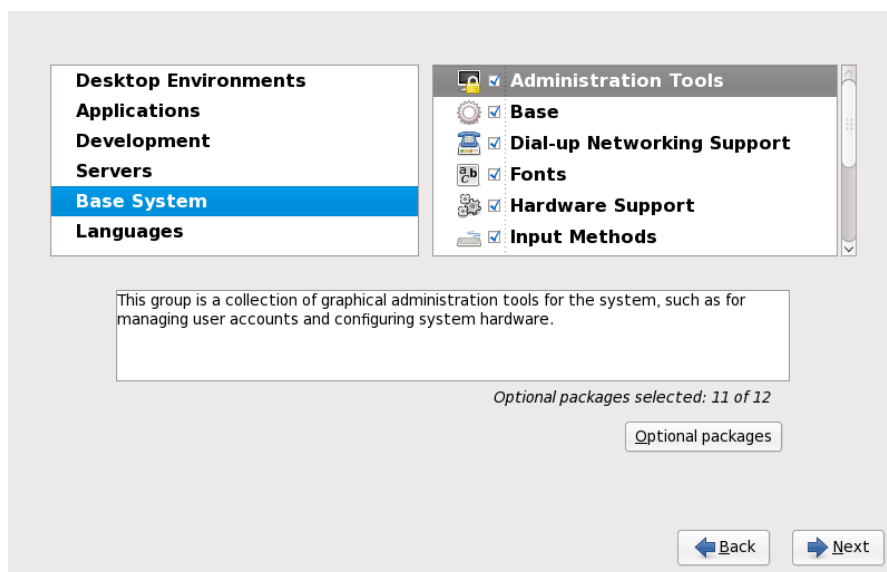 Desktop Environments
Applications
Development
Servers
Base System
Languages
Administration Tools
Base
Dial-up Networking Support
Fonts
Hardware Support
Input Methods
This group is a collection of graphical administration tools for the system, such as for
managing user accounts and configuring system hardware.
Optional packages selected: 11 of 12
Optional packages
Back
Next